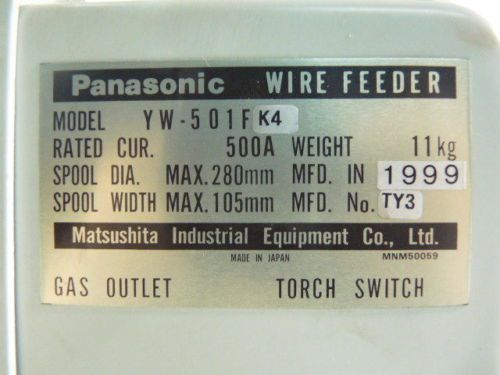 Panasonic WIRE FEEDER
MODEL YW-501F K4
RATED CUR. 500A WEIGHT 11kg
SPOOL DIA. MAX.280mm MFD. IN 1999
SPOOL WIDTH MAX.105mm MFD. No. TY3
Matsushita Industrial Equipment Co., Ltd.
MADE IN JAPAN MNM50059
GAS OUTLET TORCH SWITCH